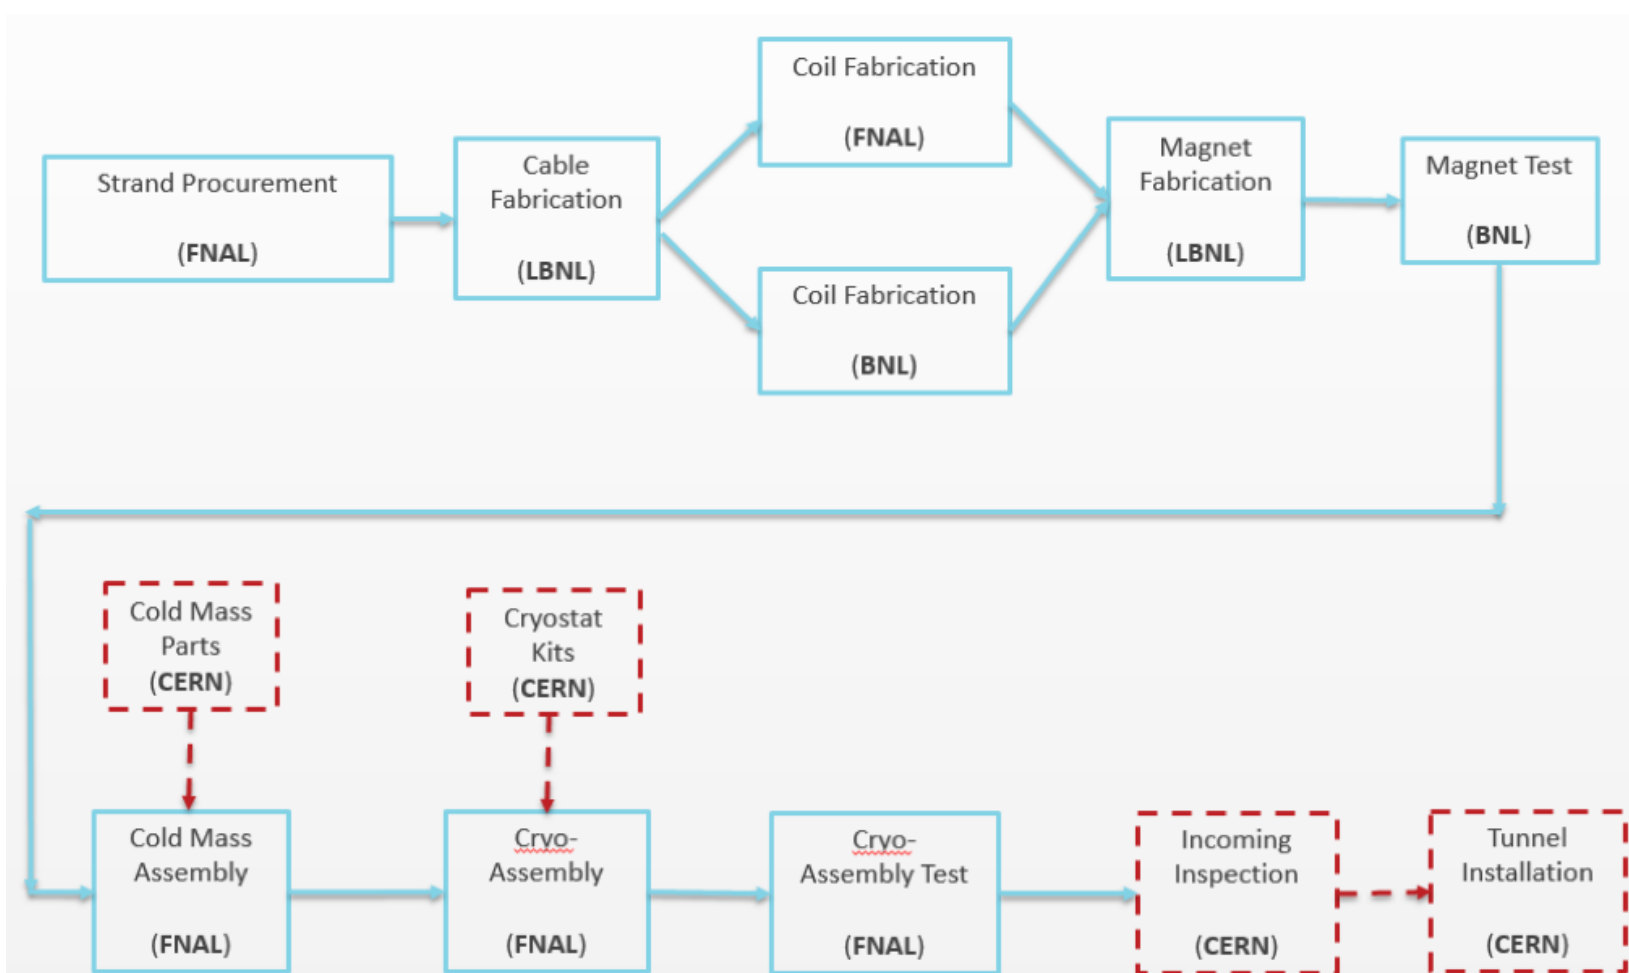 Strand Procurement
(FNAL)
Cable
Fabrication
(LBNL)
Coil Fabrication
(FNAL)
Coil Fabrication
(BNL)
Magnet
Fabrication
(LBNL)
Magnet Test
(BNL)
Cold Mass
Parts
(CERN)
Cryostat
Kits
(CERN)
Cold Mass
Assembly
(FNAL)
Cryo-
Assembly
(FNAL)
Cryo-
Assembly Test
(FNAL)
Incoming
Inspection
(CERN)
Tunnel
Installation
(CERN)